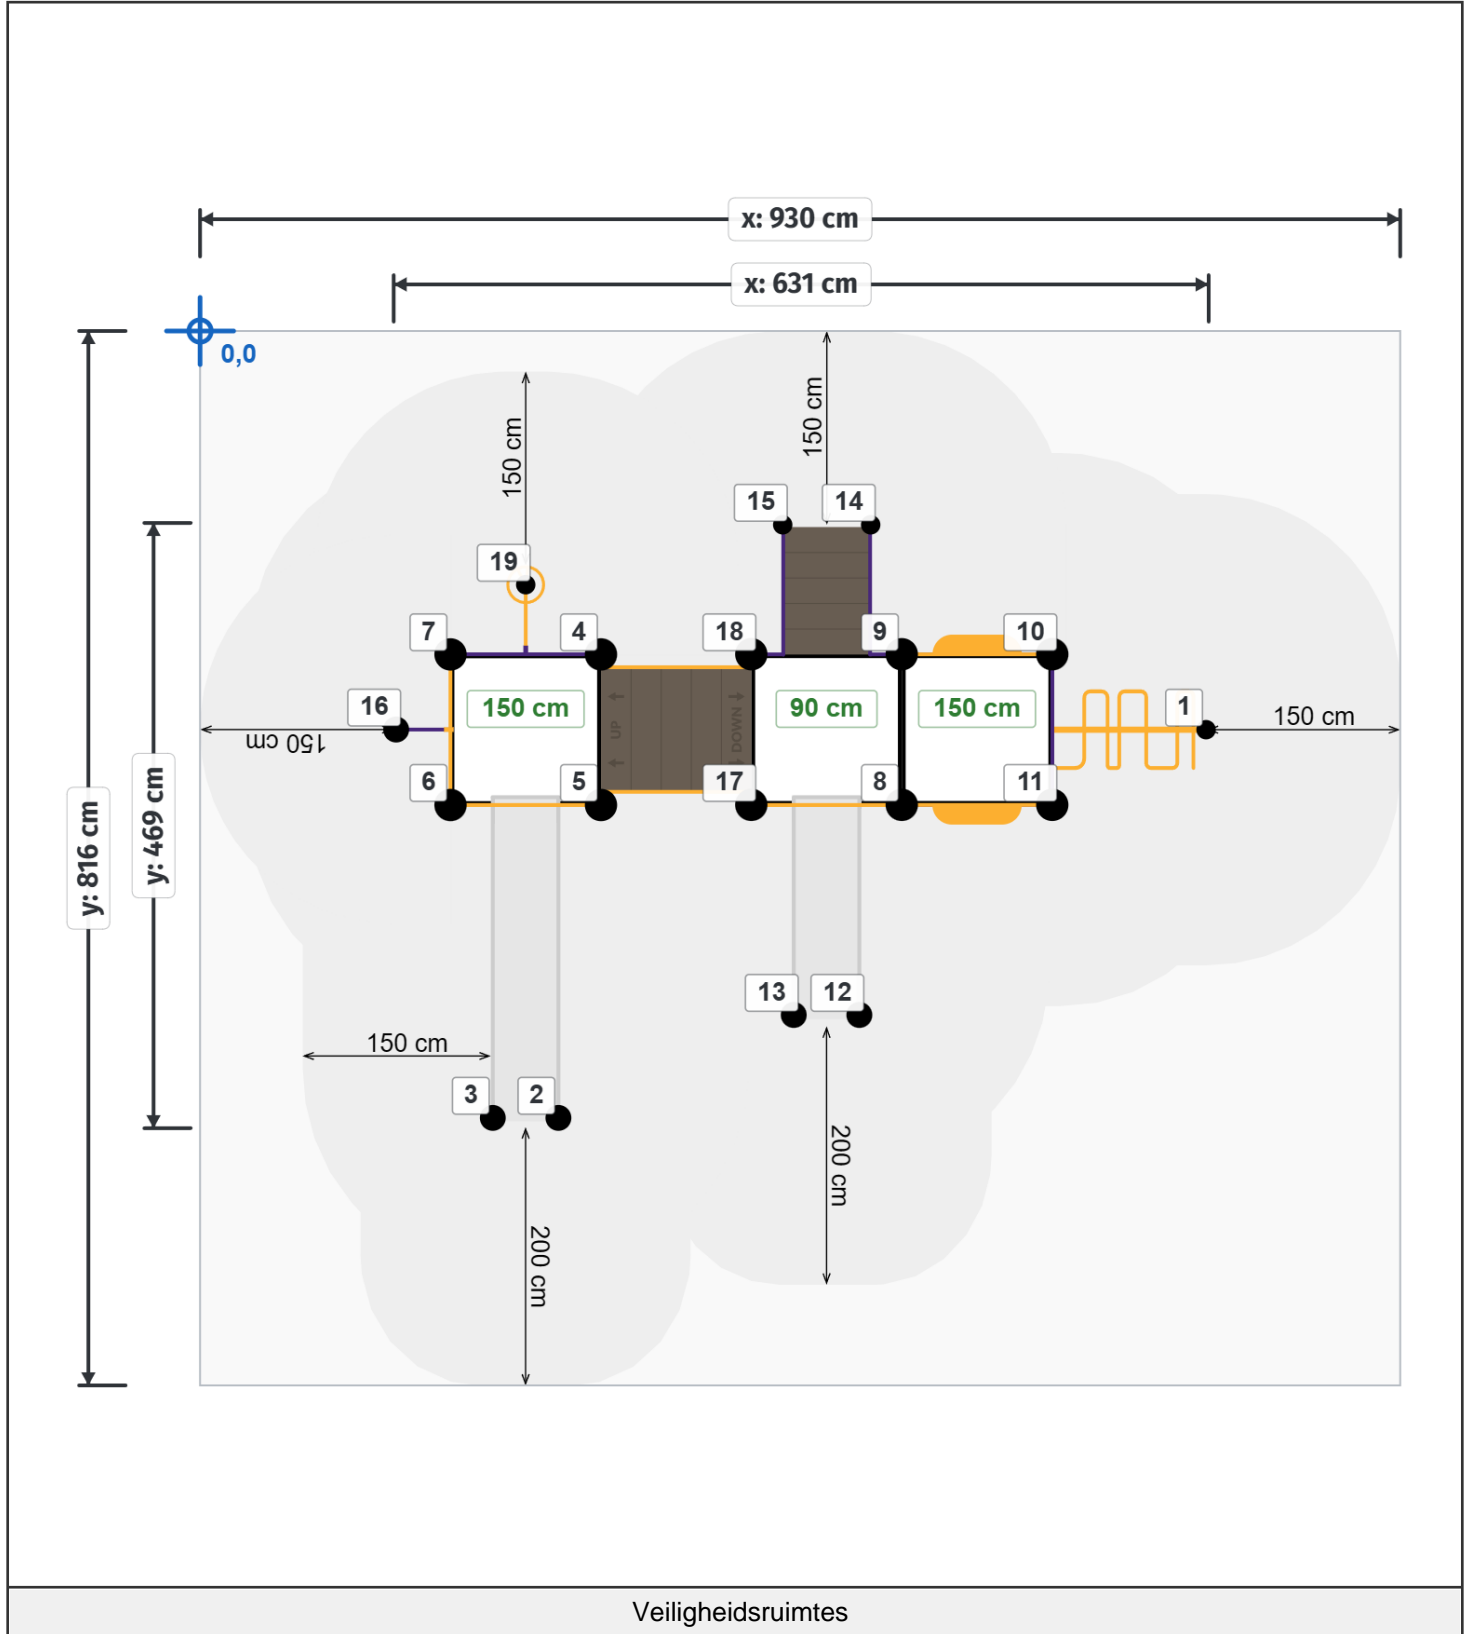 x: 930 cm
x: 631 cm
0,0
150 cm
150 cm
15
14
19
7
4
18
9
10
16
150 cm
90 cm
150 cm
1
150 cm
150 cm
UP
DOWN
6
5
17
8
11
y: 816 cm
y: 469 cm
13
12
150 cm
3
2
200 cm
200 cm
Veiligheidsruimtes